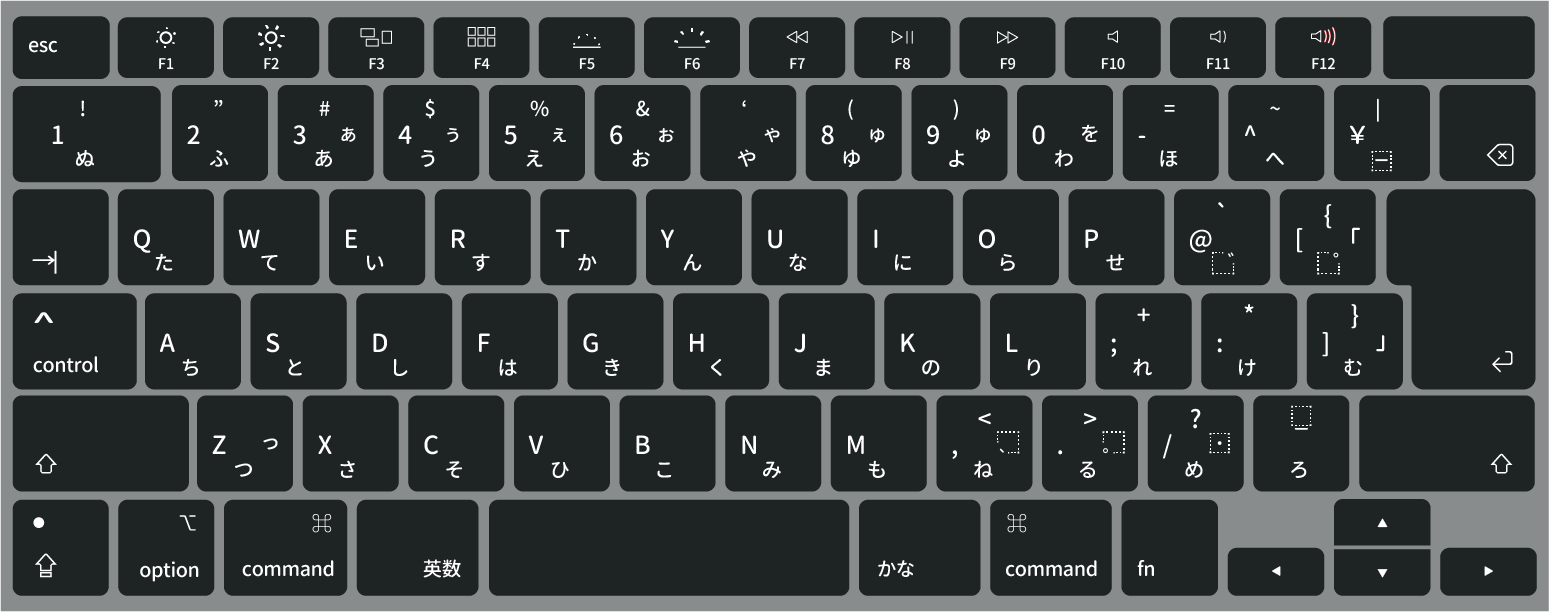 esc F1 F2 F3 F4 F5 F6 F7 F8 F9 F10 F11 F12
! ” # $ % & ‘ ( ) = ~ |
1 2 3 ぁ 4 ぅ 5 ぇ 6 ぉ ゃ 8 ゅ 9 ゅ 0 を - ^ ¥
ぬ ふ あ う え お や ゆ よ わ ほ へ ー
` {
Q W E R T Y U I O P @ [ 「
た て い す か ん な に ら せ ゛ ゜
^ + * }
A S D F G H J K L ; : ] 」
control ち と し は き く ま の り れ け む
< > ? _
Z っ X C V B N M , 、 . 。 / ・
つ さ そ ひ こ み も ね る め ろ
⌥ ⌘ ⌘
option command 英数 かな command fn